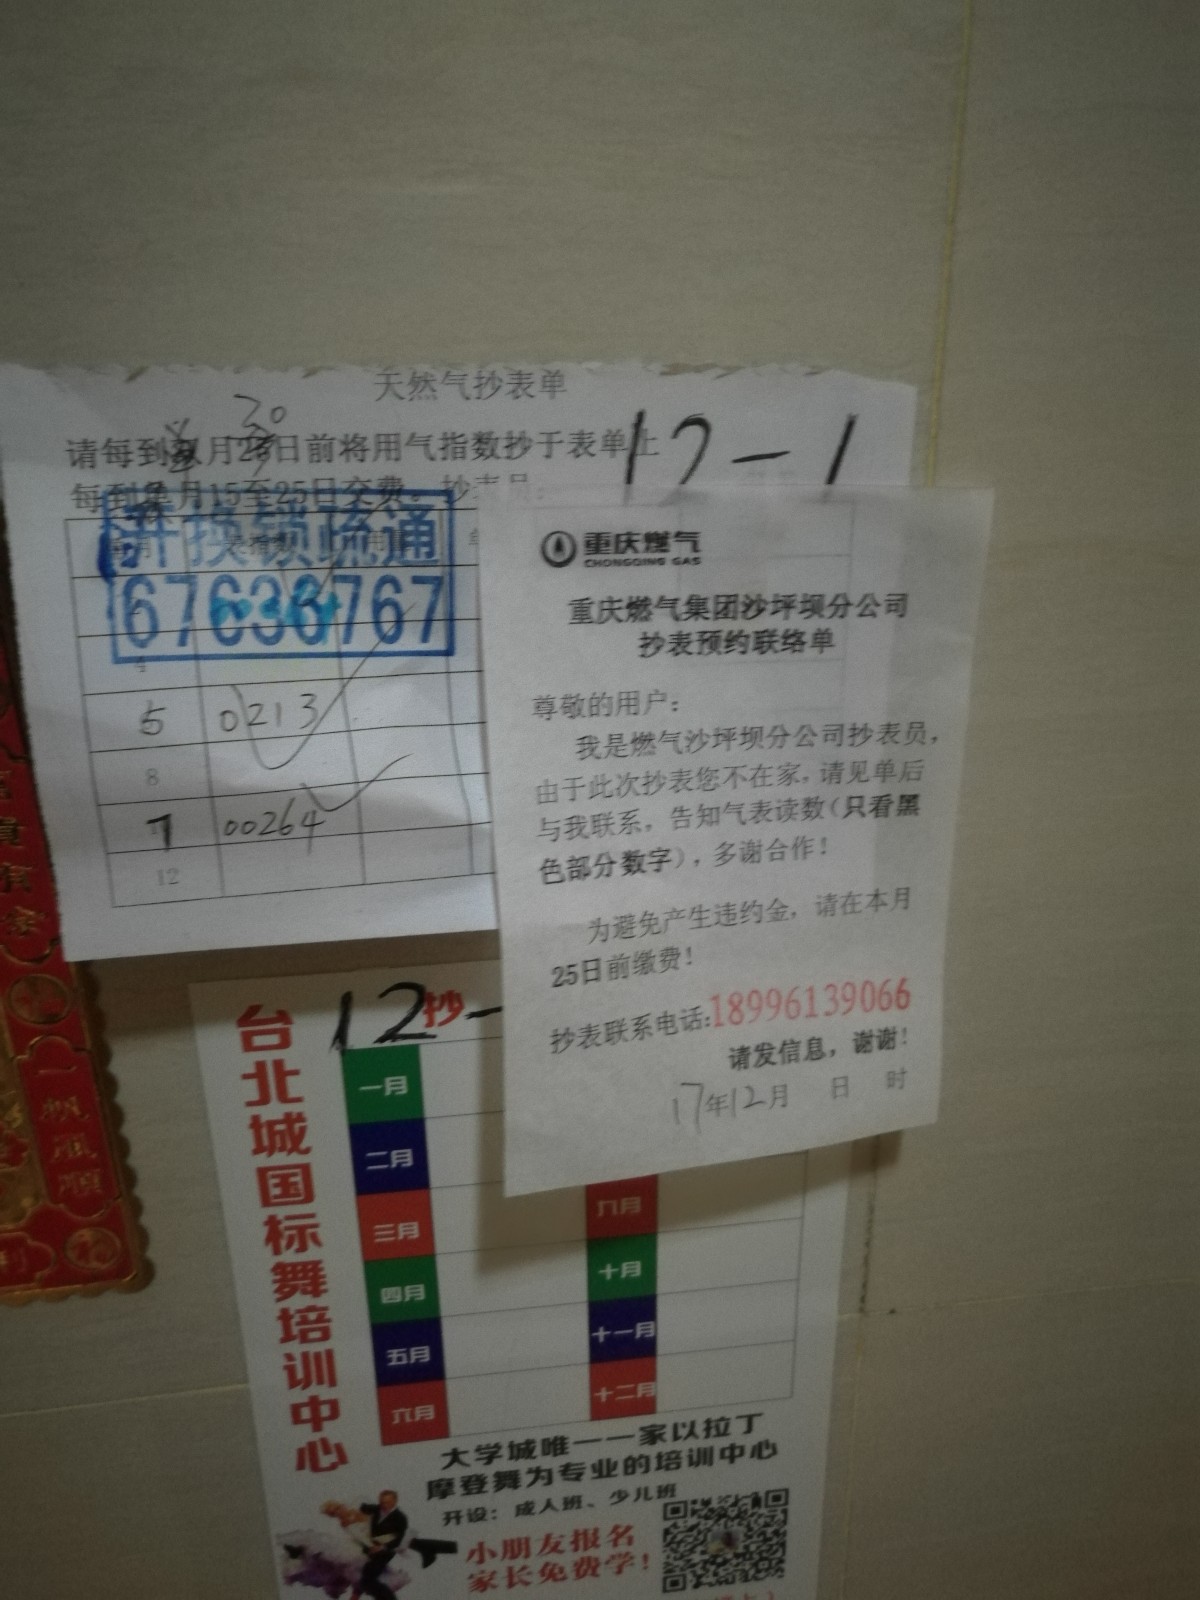 天然气抄表单
30
请每到双月25日前将用气指数抄于表单上
每到单月15至25日交费。抄表员:
12-1
开换锁疏通
67636767
4
5 0213
8
7 00264
12
重庆燃气
CHONGQING GAS
重庆燃气集团沙坪坝分公司
抄表预约联络单
尊敬的用户:
我是燃气沙坪坝分公司抄表员,
由于此次抄表您不在家,请见单后
与我联系,告知气表读数(只看黑
色部分数字),多谢合作!
为避免产生违约金,请在本月
25日前缴费!
抄表联系电话:18996139066
请发信息,谢谢!
17年12月 日 时
台北城国标舞培训中心
12抄-
一月
二月
三月
四月
五月
六月
九月
十月
十一月
十二月
大学城唯一一家以拉丁
摩登舞为专业的培训中心
开设:成人班、少儿班
小朋友报名
家长免费学!
一帆風順